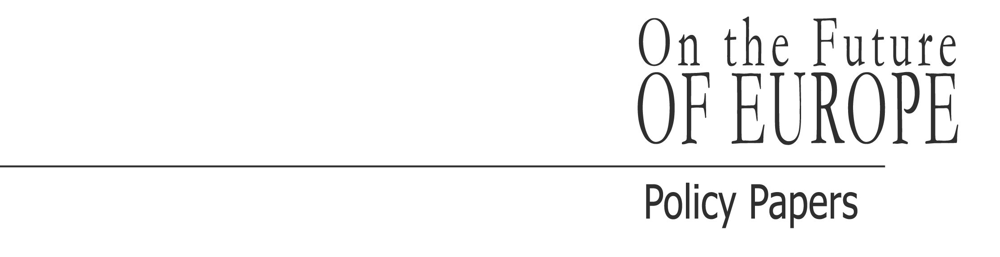 On the Future
OF EUROPE
Policy Papers